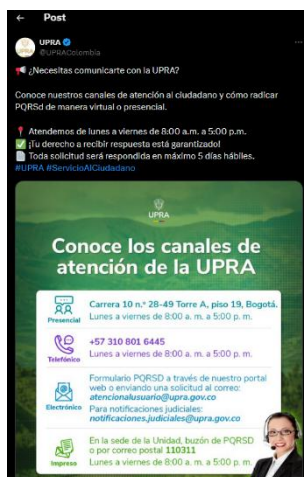 Post
UPRA
@UPRAColombia
¿Necesitas comunicarte con la UPRA?
Conoce nuestros canales de atención al ciudadano y cómo radicar
PQRSd de manera virtual o presencial.
Atendemos de lunes a viernes de 8:00 a.m. a 5:00 p.m.
¡Tu derecho a recibir respuesta está garantizado!
Toda solicitud será respondida en máximo 5 días hábiles.
#UPRA #ServicioAlCiudadano
UPRA
Conoce los canales de
atención de la UPRA
Presencial
Carrera 10 n.º 28-49 Torre A, piso 19, Bogotá.
Lunes a viernes de 8:00 a. m. a 5:00 p. m.
Telefónico
+57 310 801 6445
Lunes a viernes de 8:00 a. m. a 5:00 p. m.
Electrónico
Formulario PQRSD a través de nuestro portal
web o enviando una solicitud al correo:
atencionalusuario@upra.gov.co
Para notificaciones judiciales:
notificaciones.judiciales@upra.gov.co
Impreso
En la sede de la Unidad, buzón de PQRSD
o por correo postal 110311
Lunes a viernes de 8:00 a. m. a 5:00 p. m.